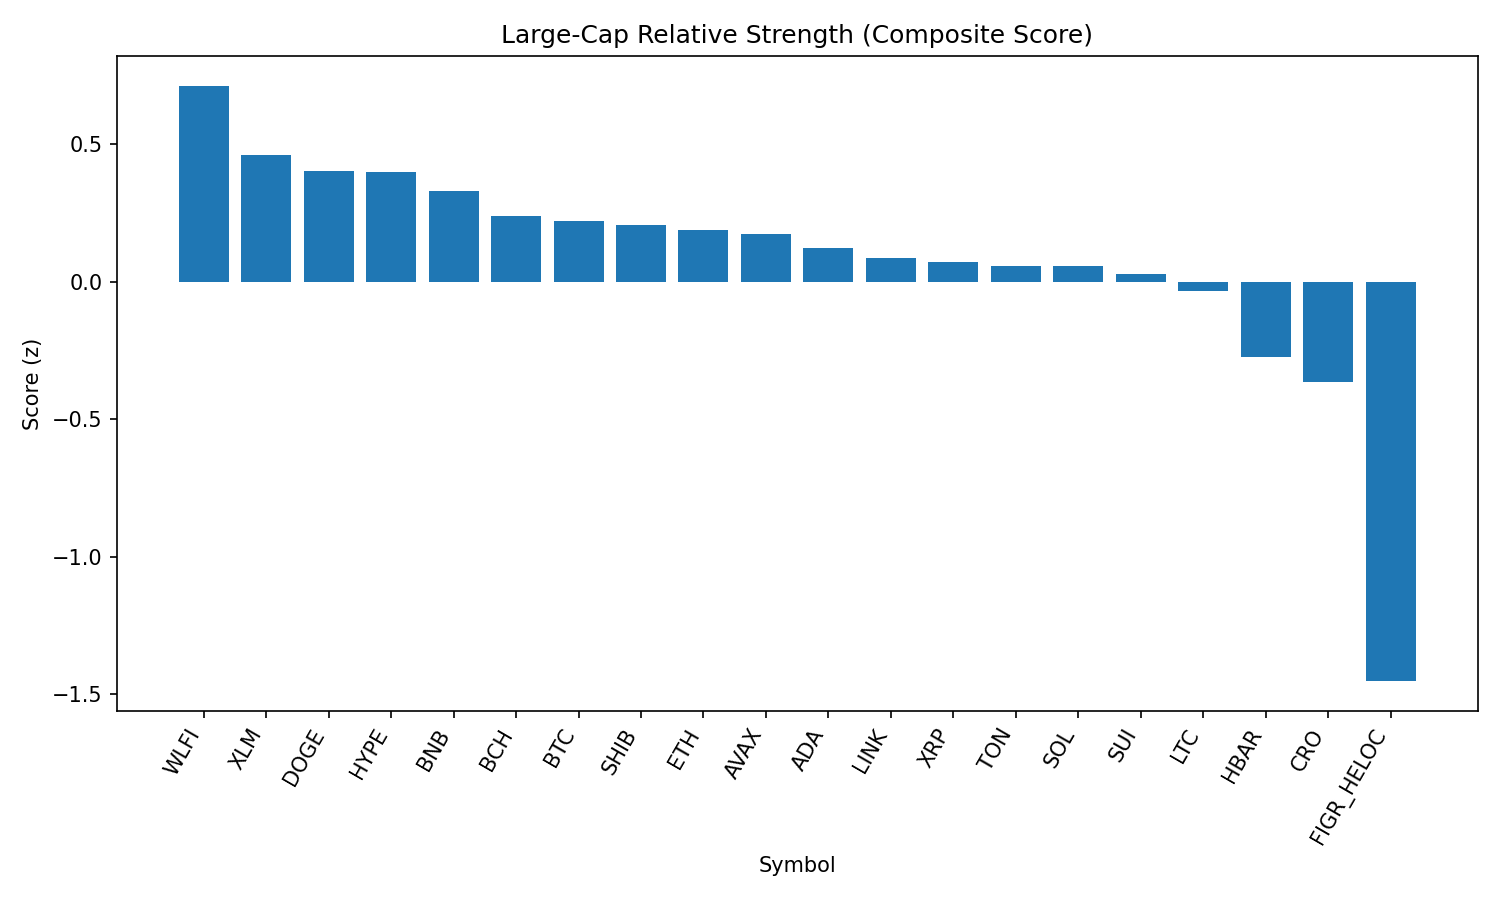 Large-Cap Relative Strength (Composite Score)
Score (z)
0.5
0.0
−0.5
−1.0
−1.5
WLFI
XLM
DOGE
HYPE
BNB
BCH
BTC
SHIB
ETH
AVAX
ADA
LINK
XRP
TON
SOL
SUI
LTC
HBAR
CRO
FIGR_HELOC
Symbol